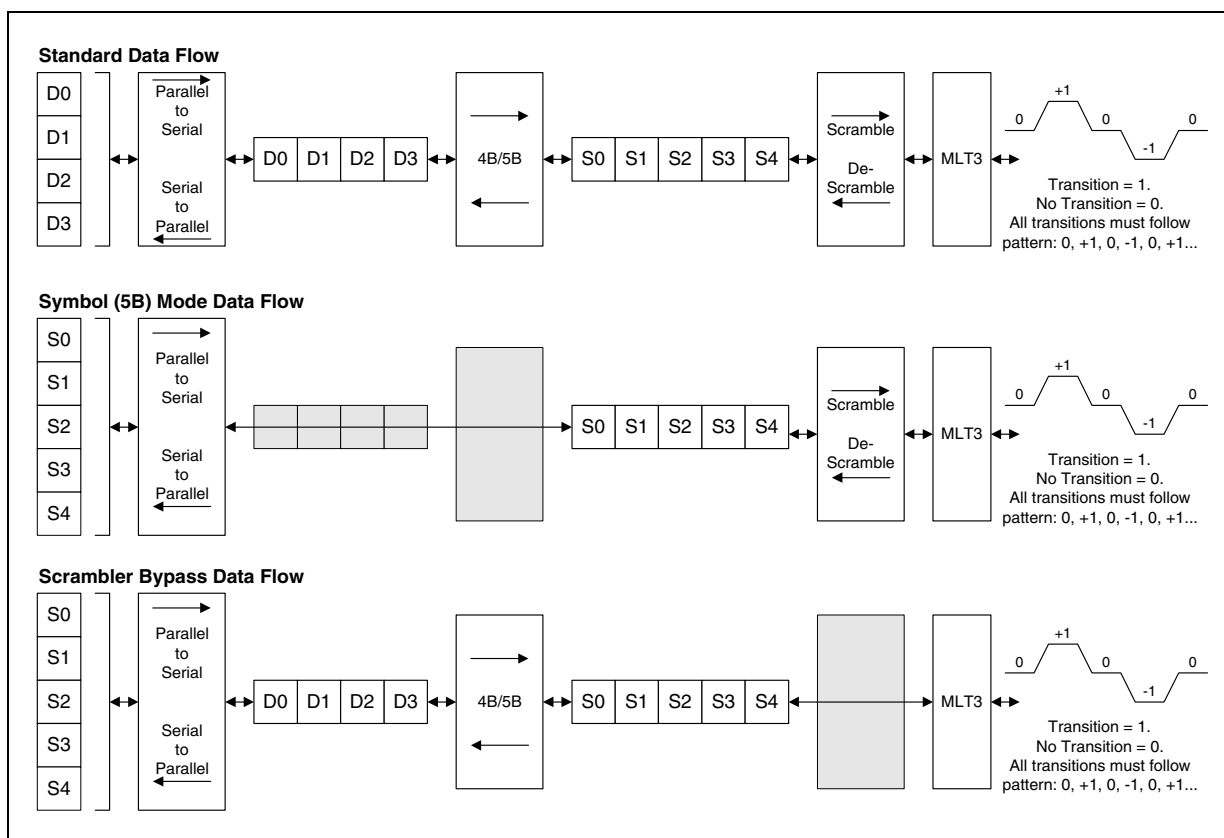 Standard Data Flow
D0
D1
D2
D3
Parallel
to
Serial
Serial
to
Parallel
D0 D1 D2 D3
4B/5B
S0 S1 S2 S3 S4
Scramble
De-
Scramble
MLT3
0 +1 0 -1 0
Transition = 1.
No Transition = 0.
All transitions must follow
pattern: 0, +1, 0, -1, 0, +1...
Symbol (5B) Mode Data Flow
S0
S1
S2
S3
S4
Parallel
to
Serial
Serial
to
Parallel
S0 S1 S2 S3 S4
Scramble
De-
Scramble
MLT3
0 +1 0 -1 0
Transition = 1.
No Transition = 0.
All transitions must follow
pattern: 0, +1, 0, -1, 0, +1...
Scrambler Bypass Data Flow
S0
S1
S2
S3
S4
Parallel
to
Serial
Serial
to
Parallel
D0 D1 D2 D3
4B/5B
S0 S1 S2 S3 S4
MLT3
0 +1 0 -1 0
Transition = 1.
No Transition = 0.
All transitions must follow
pattern: 0, +1, 0, -1, 0, +1...